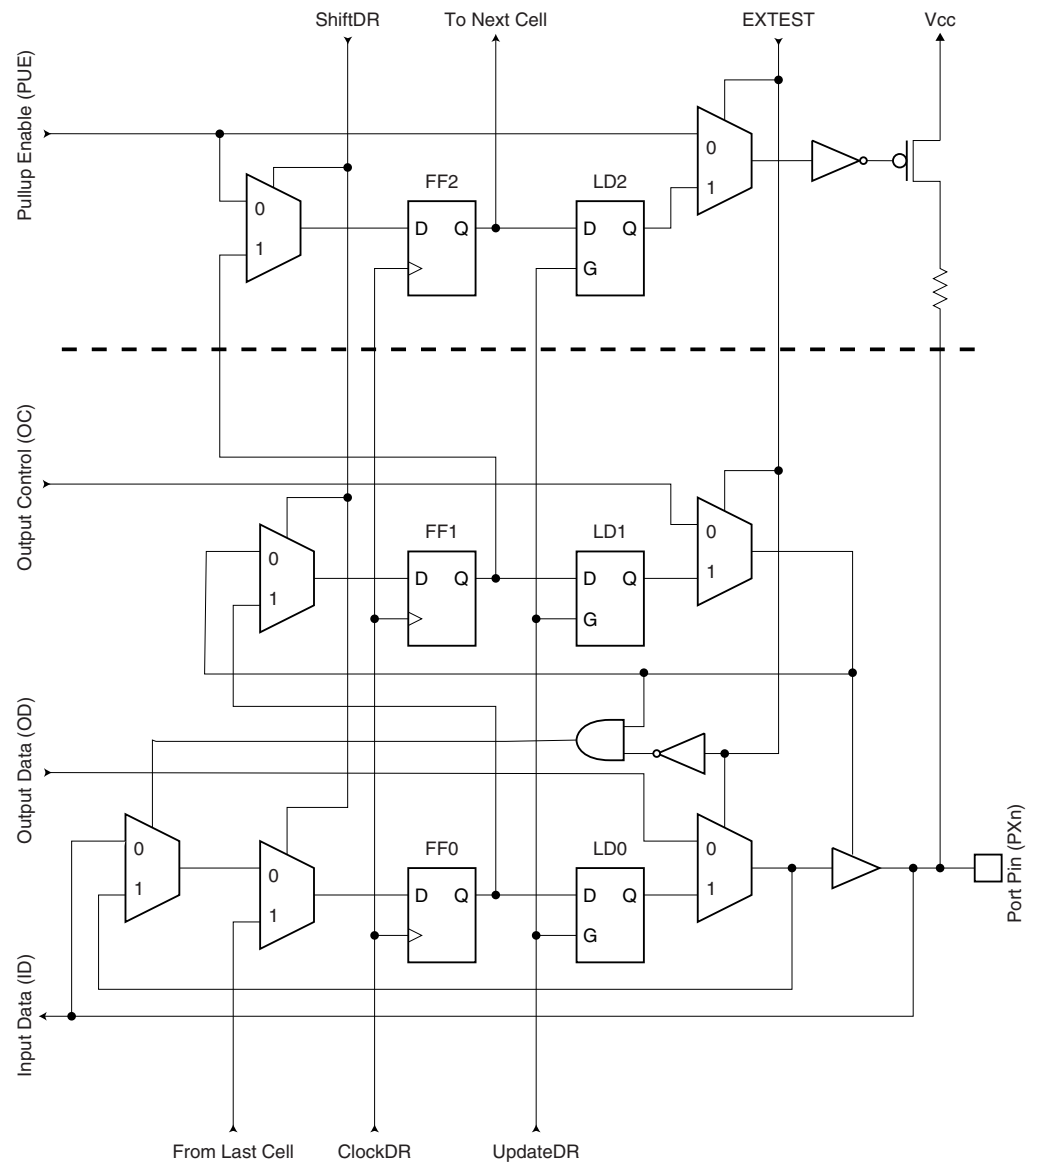 ShiftDR
To Next Cell
EXTEST
Vcc
Pullup Enable (PUE)
0
1
FF2
D Q
LD2
D Q
G
0
1
Output Control (OC)
0
1
FF1
D Q
LD1
D Q
G
0
1
Output Data (OD)
0
1
0
1
FF0
D Q
LD0
D Q
G
0
1
Port Pin (PXn)
Input Data (ID)
From Last Cell
ClockDR
UpdateDR